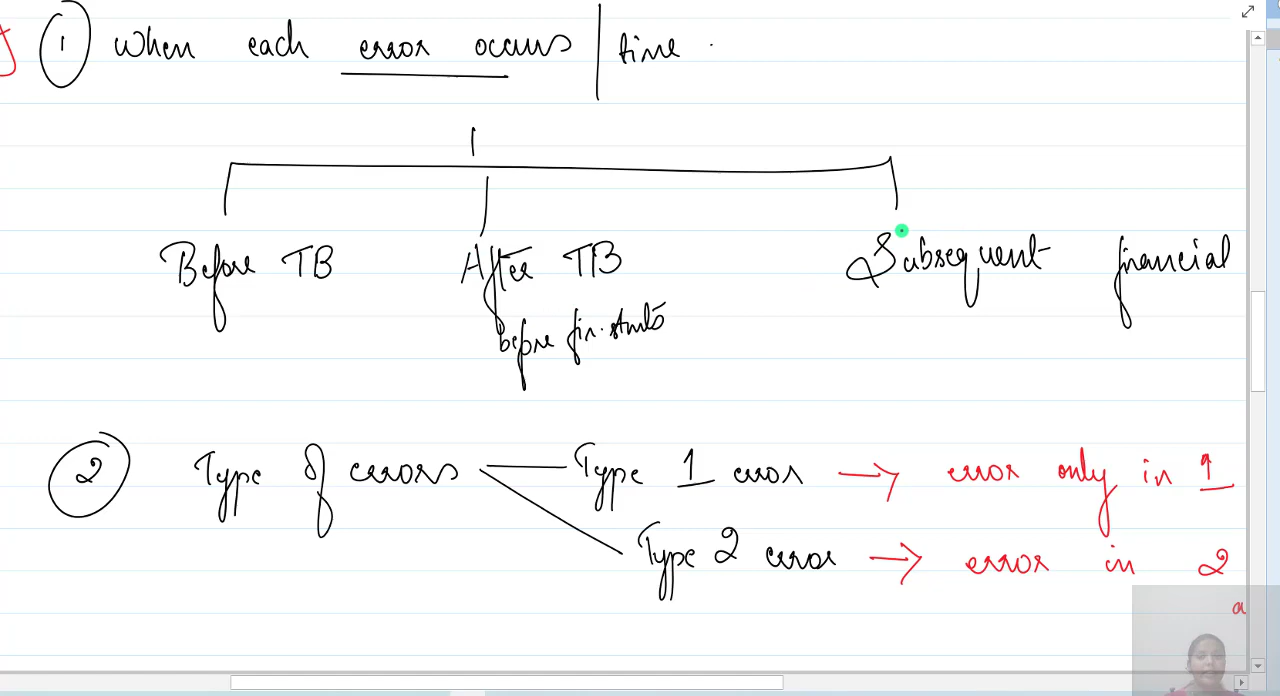 1 When each error occurs | time
Before TB After TB Subsequent financial
before fin. stmts
2 Type of errors Type 1 error → error only in 1
Type 2 error → error in 2
a